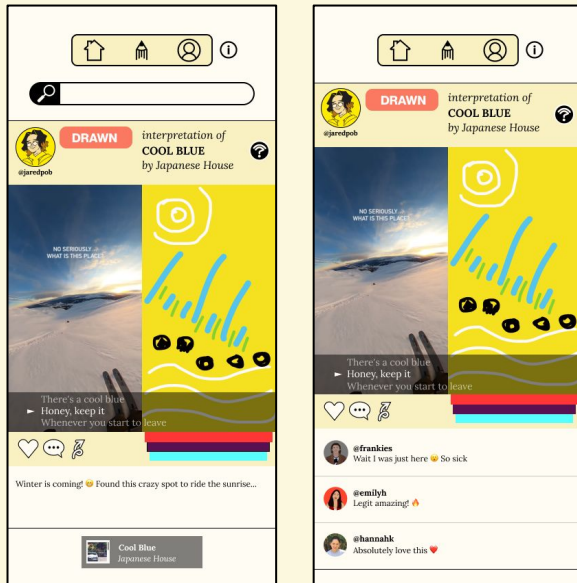 DRAWN
interpretation of
COOL BLUE
by Japanese House
@jaredpob
NO SERIOUSLY
WHAT IS THIS PLACE?
There's a cool blue
► Honey, keep it
Whenever you start to leave
Winter is coming! 🥹 Found this crazy spot to ride the sunrise...
Cool Blue
Japanese House
DRAWN
interpretation of
COOL BLUE
by Japanese House
@jaredpob
NO SERIOUSLY
WHAT IS THIS PLACE?
There's a cool blue
► Honey, keep it
Whenever you start to leave
@frankies
Wait I was just here 🥹 So sick
@emilyh
Legit amazing! 🔥
@hannahk
Absolutely love this ❤️